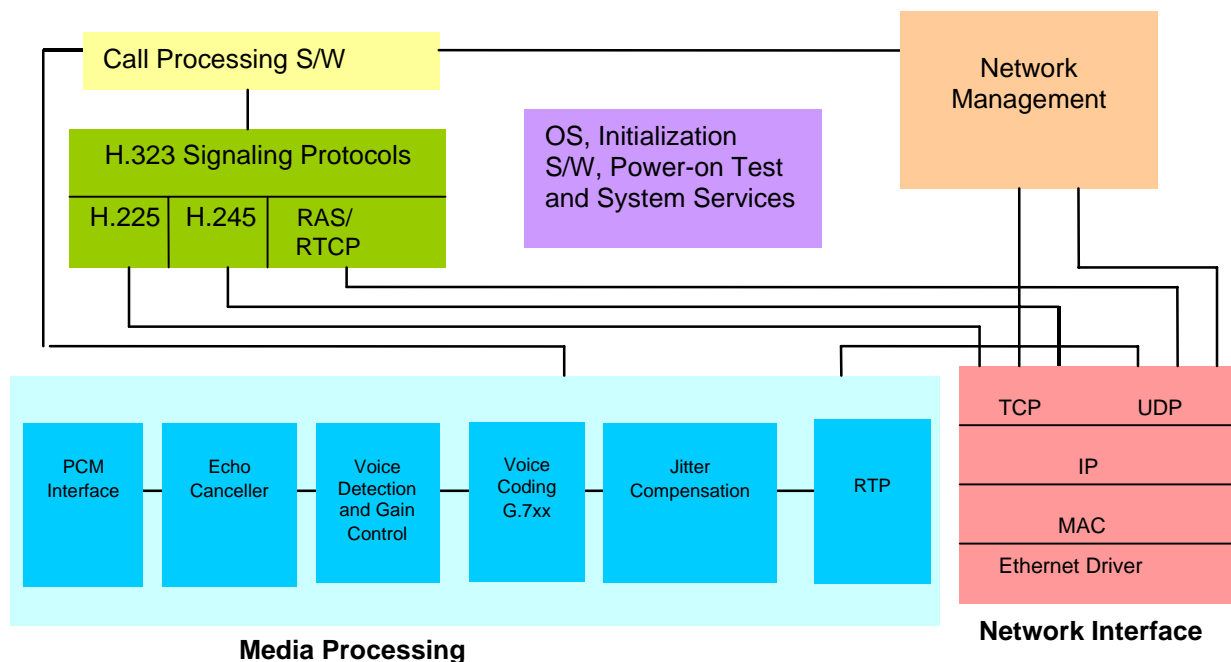 Call Processing S/W
Network
Management
OS, Initialization
S/W, Power-on Test
and System Services
H.323 Signaling Protocols
H.225
H.245
RAS/
RTCP
TCP
UDP
IP
MAC
Ethernet Driver
PCM
Interface
Echo
Canceller
Voice
Detection
and Gain
Control
Voice
Coding
G.7xx
Jitter
Compensation
RTP
Media Processing
Network Interface